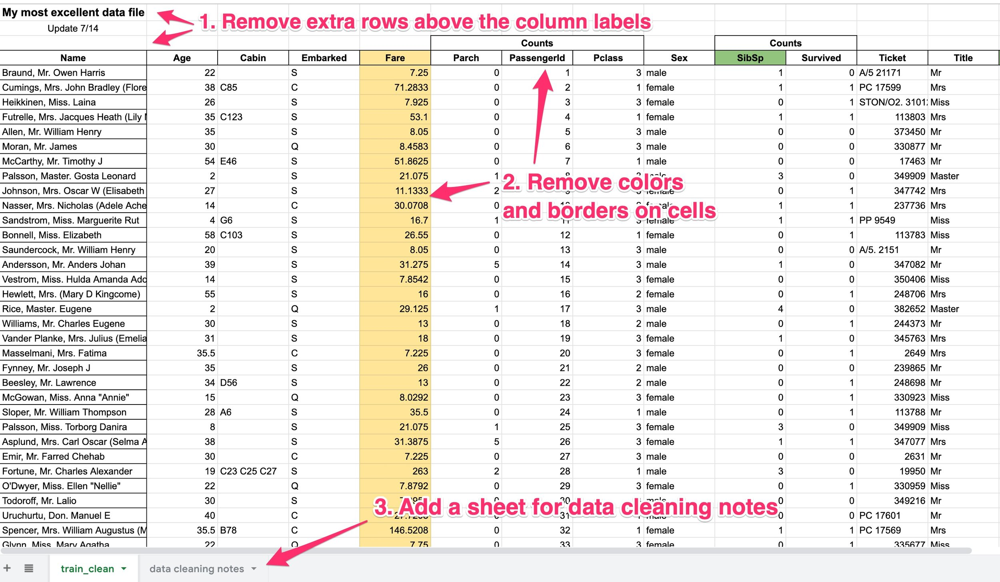 My most excellent data file
1. Remove extra rows above the column labels
Update 7/14
Counts Counts
Name Age Cabin Embarked Fare Parch PassengerId Pclass Sex SibSp Survived Ticket Title
Braund, Mr. Owen Harris 22 S 7.25 0 1 3 male 1 0 A/5 21171 Mr
Cumings, Mrs. John Bradley (Flore 38 C85 C 71.2833 0 2 1 female 1 1 PC 17599 Mrs
Heikkinen, Miss. Laina 26 S 7.925 0 3 3 female 0 1 STON/O2. 3101 Miss
Futrelle, Mrs. Jacques Heath (Lily 35 C123 S 53.1 0 4 1 female 1 1 113803 Mrs
Allen, Mr. William Henry 35 S 8.05 0 5 3 male 0 0 373450 Mr
Moran, Mr. James 30 Q 8.4583 0 6 3 male 0 0 330877 Mr
McCarthy, Mr. Timothy J 54 E46 S 51.8625 0 7 1 male 0 0 17463 Mr
Palsson, Master. Gosta Leonard 2 S 21.075 1 3 0 349909 Master
2. Remove colors
Johnson, Mrs. Oscar W (Elisabeth 27 S 11.1333 2 0 1 347742 Mrs
Nasser, Mrs. Nicholas (Adele Ache 14 C 30.0708 0 1 1 237736 Mrs
and borders on cells
Sandstrom, Miss. Marguerite Rut 4 G6 S 16.7 1 female 1 1 PP 9549 Miss
Bonnell, Miss. Elizabeth 58 C103 S 26.55 0 12 1 female 0 1 113783 Miss
Saundercock, Mr. William Henry 20 S 8.05 0 13 3 male 0 0 A/5. 2151 Mr
Andersson, Mr. Anders Johan 39 S 31.275 5 14 3 male 1 0 347082 Mr
Vestrom, Miss. Hulda Amanda Ado 14 S 7.8542 0 15 3 female 0 0 350406 Miss
Hewlett, Mrs. (Mary D Kingcome) 55 S 16 0 16 2 female 0 1 248706 Mrs
Rice, Master. Eugene 2 Q 29.125 1 17 3 male 4 0 382652 Master
Williams, Mr. Charles Eugene 30 S 13 0 18 2 male 0 1 244373 Mr
Vander Planke, Mrs. Julius (Emelia 31 S 18 0 19 3 female 1 0 345763 Mrs
Masselmani, Mrs. Fatima 35.5 C 7.225 0 20 3 female 0 1 2649 Mrs
Fynney, Mr. Joseph J 35 S 26 0 21 2 male 0 0 239865 Mr
Beesley, Mr. Lawrence 34 D56 S 13 0 22 2 male 0 1 248698 Mr
McGowan, Miss. Anna "Annie" 15 Q 8.0292 0 23 3 female 0 1 330923 Miss
Sloper, Mr. William Thompson 28 A6 S 35.5 0 24 1 male 0 1 113788 Mr
Palsson, Miss. Torborg Danira 8 S 21.075 1 25 3 female 3 0 349909 Miss
Asplund, Mrs. Carl Oscar (Selma A 38 S 31.3875 5 26 3 female 1 1 347077 Mrs
Emir, Mr. Farred Chehab 30 C 7.225 0 27 3 male 0 0 2631 Mr
Fortune, Mr. Charles Alexander 19 C23 C25 C27 S 263 2 28 1 male 3 0 19950 Mr
O'Dwyer, Miss. Ellen "Nellie" 22 Q 7.8792 0 29 3 female 0 1 330959 Miss
Todoroff, Mr. Lalio 30 S 0 0 349216 Mr
3. Add a sheet for data cleaning notes
Uruchurtu, Don. Manuel E 40 C 31 0 0 PC 17601 Mr
Spencer, Mrs. William Augustus (M 35.5 B78 C 146.5208 0 32 1 female 1 1 PC 17569 Mrs
Glynn, Miss. Mary Agatha 22 Q 7.75 0 33 3 female 0 1 335677 Miss
train_clean data cleaning notes